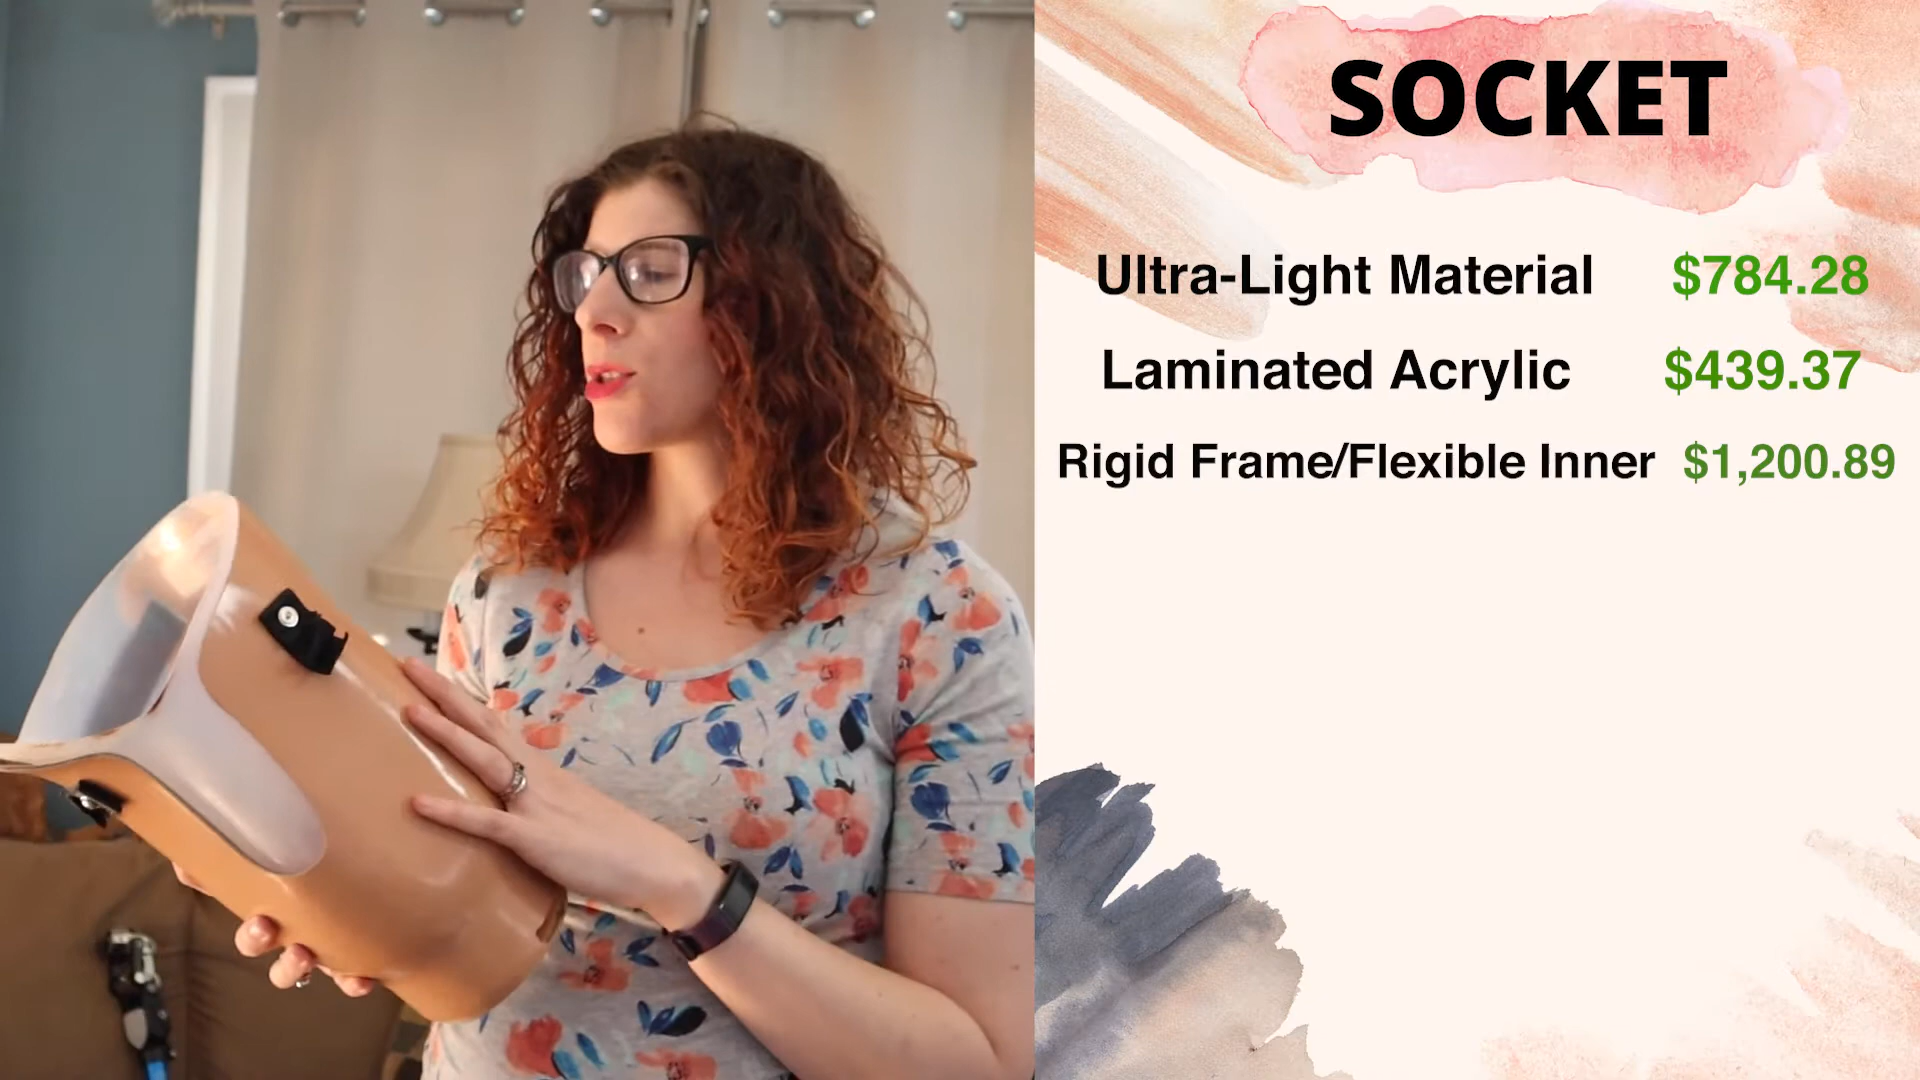 SOCKET
Ultra-Light Material $784.28
Laminated Acrylic $439.37
Rigid Frame/Flexible Inner $1,200.89